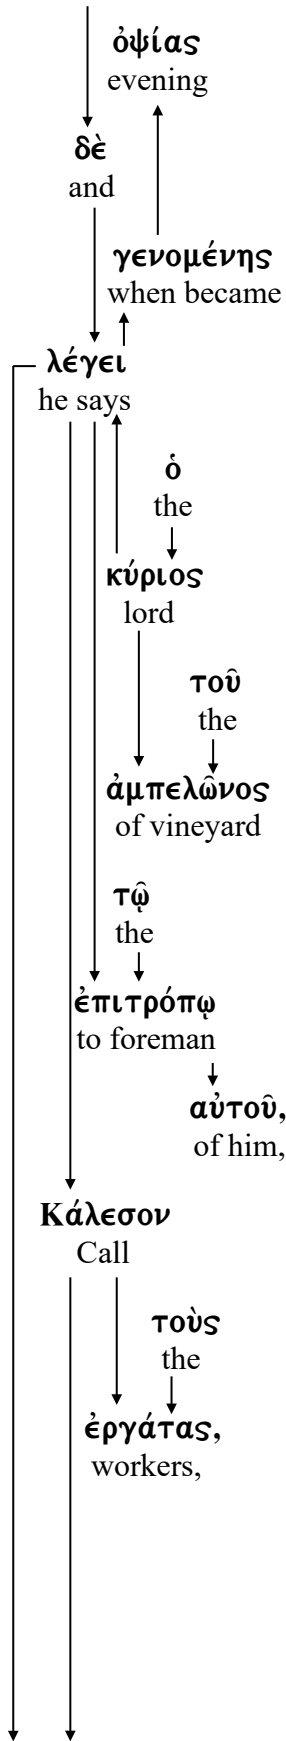 ὀψίας
evening
δὲ
and
γενομένης
when became
λέγει
he says
ὁ
the
κύριος
lord
τοῦ
the
ἀμπελῶνος
of vineyard
τῷ
the
ἐπιτρόπῳ
to foreman
αὐτοῦ,
of him,
Κάλεσον
Call
τοὺς
the
ἐργάτας,
workers,